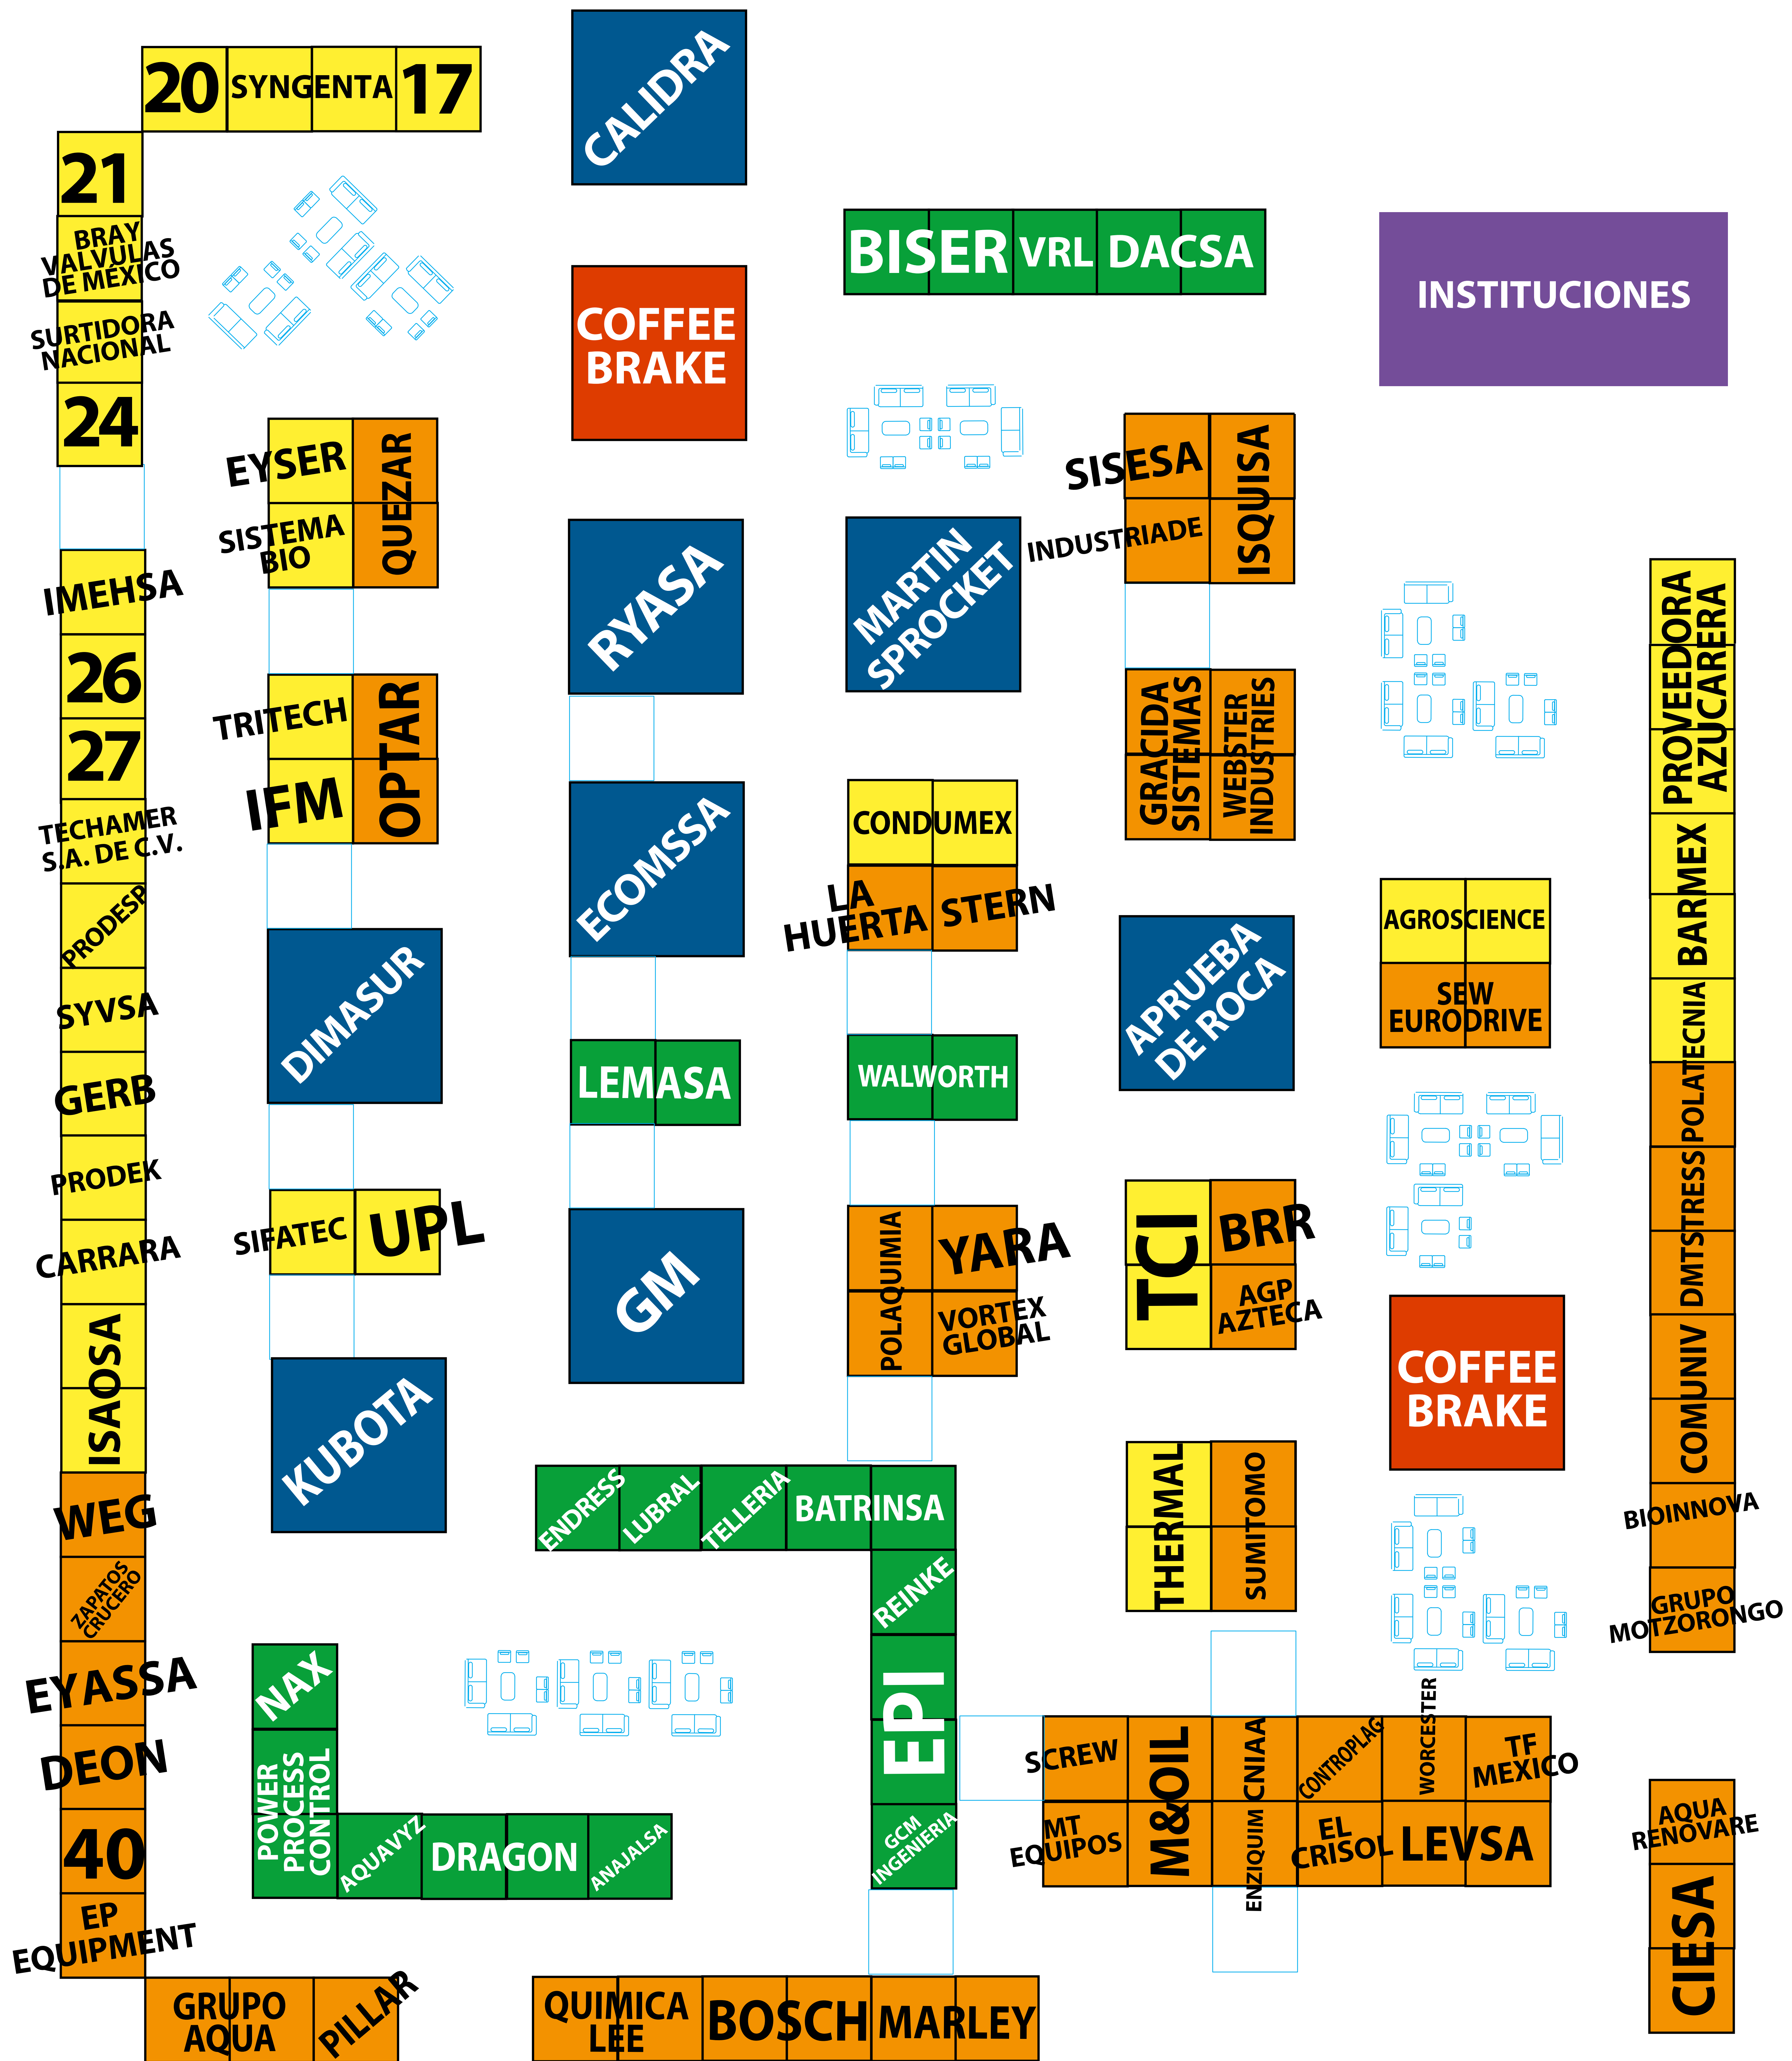 20
SYNGENTA
17
CALIDRA
21
BRAY
VALVULAS
DE MÉXICO
SURTIDORA
NACIONAL
24
COFFEE
BRAKE
BISER
VRL
DACSA
INSTITUCIONES
EYSER
QUEZAR
SISTEMA
BIO
RYASA
MARTIN
SPROCKET
SISESA
ISQUISA
INDUSTRIADE
IMEHSA
26
27
TECHAMER
S.A. DE C.V.
PRODESP
SYVSA
GERB
PRODEK
CARRARA
ISAOSA
WEG
ZAPATOS
CRUCERO
EYASSA
DEON
40
EP
EQUIPMENT
TRITECH
OPTAR
IFM
DIMASUR
SIFATEC
UPL
KUBOTA
ECOMSSA
LEMASA
GM
CONDUMEX
LA
HUERTA
STERN
WALWORTH
POLAQUIMIA
YARA
VORTEX
GLOBAL
GRACIDA
SISTEMAS
WEBSTER
INDUSTRIES
APRUEBA
DE ROCA
TCI
BRR
AGP
AZTECA
THERMAL
SUMITOMO
AGROSCIENCE
SEW
EURODRIVE
COFFEE
BRAKE
PROVEEDORA
AZUCARERA
BARMEX
POLATECNIA
DMTSTRESS
COMUNIV
BIOINNOVA
GRUPO
MOTZORONGO
ENDRESS
LUBRAL
TELLERIA
BATRINSA
REINKE
EPI
GCM
INGENIERIA
NAX
POWER
PROCESS
CONTROL
AQUAVYZ
DRAGON
ANAJALSA
SCREW
M&OIL
CNIAA
CONTROPLAG
WORCESTER
TF
MEXICO
MT
EQUIPOS
ENZIQUIM
EL
CRISOL
LEVSA
AQUA
RENOVARE
CIESA
GRUPO
AQUA
PILLAR
QUIMICA
LEE
BOSCH
MARLEY